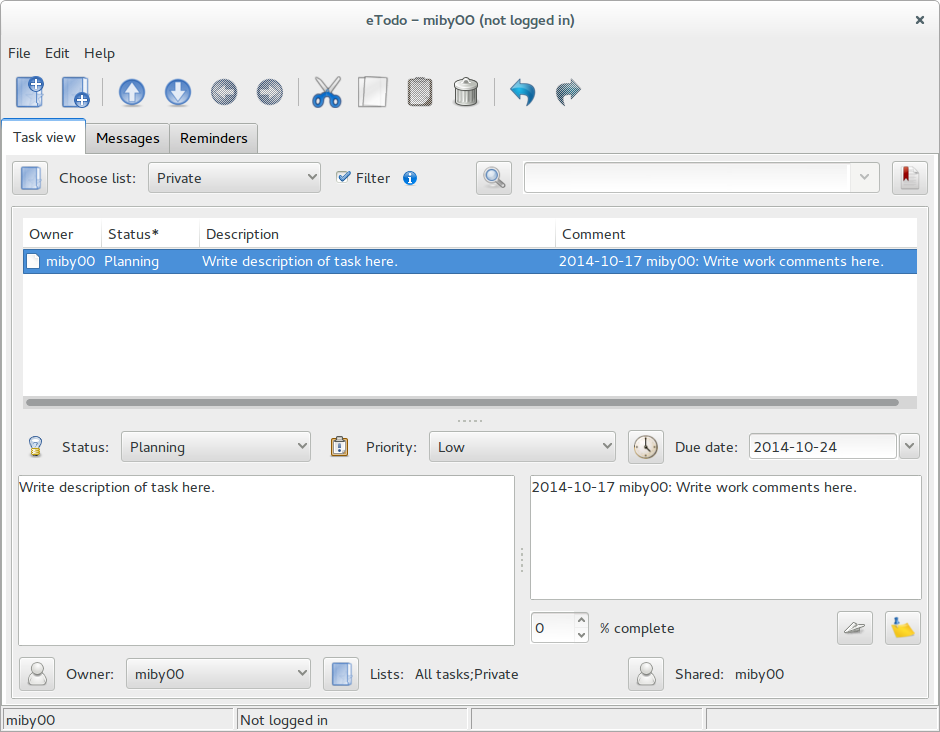 eTodo – miby00 (not logged in)
File Edit Help
Task view Messages Reminders
Choose list: Private Filter
Owner Status* Description Comment
miby00 Planning Write description of task here. 2014-10-17 miby00: Write work comments here.
Status: Planning Priority: Low Due date: 2014-10-24
Write description of task here. 2014-10-17 miby00: Write work comments here.
0 % complete
Owner: miby00 Lists: All tasks;Private Shared: miby00
miby00 Not logged in